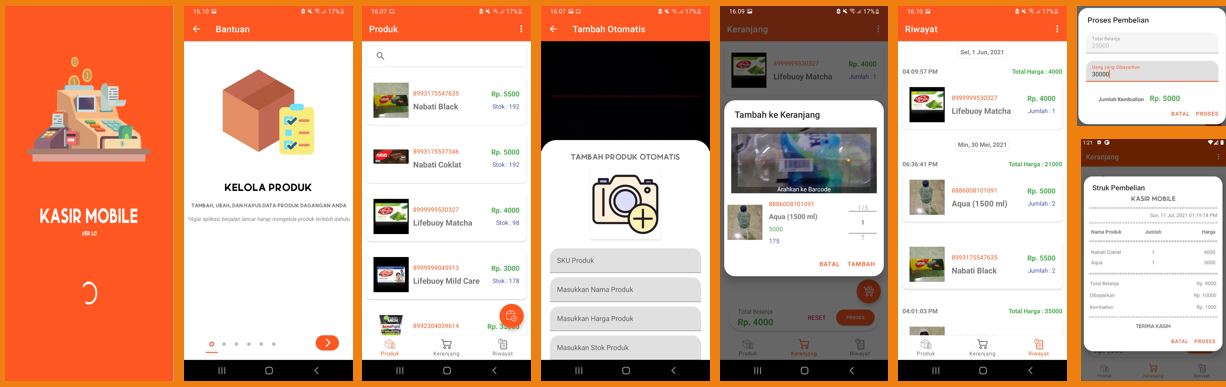 KASIR MOBILE
VER 1.0
16.10
17%
Bantuan
KELOLA PRODUK
TAMBAH, UBAH, DAN HAPUS DATA PRODUK DAGANGAN ANDA
*Agar aplikasi berjalan lancar harap mengelola produk terlebih dahulu
16.07
17%
Produk
8993175547635
Rp. 5500
Nabati Black
Stok : 192
8993175537346
Rp. 5000
Nabati Coklat
Stok : 192
8999999530327
Rp. 4000
Lifebuoy Matcha
Stok : 98
8999999045913
Rp. 3000
Lifebuoy Mild Care
Stok : 178
8992304039614
Produk
Keranjang
Riwayat
16.07
17%
Tambah Otomatis
TAMBAH PRODUK OTOMATIS
SKU Produk
Masukkan Nama Produk
Masukkan Harga Produk
Masukkan Stok Produk
16.09
17%
Keranjang
8999999530327
Rp. 4000
Lifebuoy Matcha
Jumlah : 1
Tambah ke Keranjang
Arahkan ke Barcode
8886008101091
Aqua (1500 ml)
5000
175
175
1
2
BATAL
TAMBAH
Total Belanja
Rp. 4000
RESET
PROSES
Produk
Keranjang
Riwayat
16.10
17%
Riwayat
Sel, 1 Jun, 2021
04:09:57 PM
Total Harga : 4000
8999999530327
Rp. 4000
Lifebuoy Matcha
Jumlah : 1
Min, 30 Mei, 2021
06:36:41 PM
Total Harga : 21000
8886008101091
Rp. 5000
Aqua (1500 ml)
Jumlah : 2
8993175547635
Rp. 5500
Nabati Black
Jumlah : 2
04:01:03 PM
Total Harga : 35000
Produk
Keranjang
Riwayat
Proses Pembelian
Total Belanja
25000
Uang yang Dibayarkan
30000
Jumlah Kembalian
Rp. 5000
BATAL
PROSES
1:21
Keranjang
Struk Pembelian
KASIR MOBILE
Sun, 11 Jul, 2021 01:19:14 PM
Nama Produk
Jumlah
Harga
Nabati Coklat
1
4000
Aqua
1
5000
Total Belanja
Rp. 9000
Dibayarkan
Rp. 10000
Kembalian
Rp. 1000
TERIMA KASIH
BATAL
PROSES
Produk
Keranjang
Riwayat